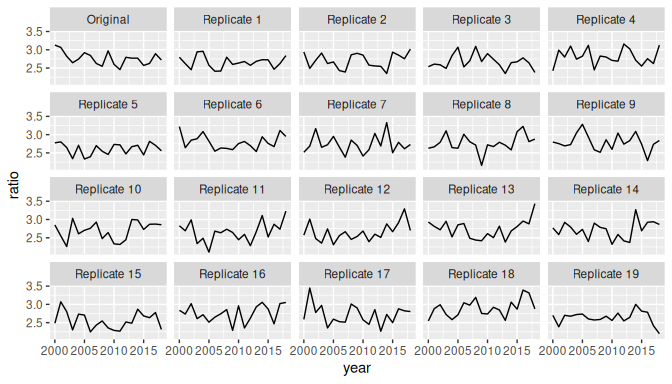 Original Replicate 1 Replicate 2 Replicate 3 Replicate 4
3.5
3.0
2.5
Replicate 5 Replicate 6 Replicate 7 Replicate 8 Replicate 9
3.5
3.0
2.5
ratio
Replicate 10 Replicate 11 Replicate 12 Replicate 13 Replicate 14
3.5
3.0
2.5
Replicate 15 Replicate 16 Replicate 17 Replicate 18 Replicate 19
3.5
3.0
2.5
2000 2005 2010 2015 2000 2005 2010 2015 2000 2005 2010 2015 2000 2005 2010 2015 2000 2005 2010 2015
year